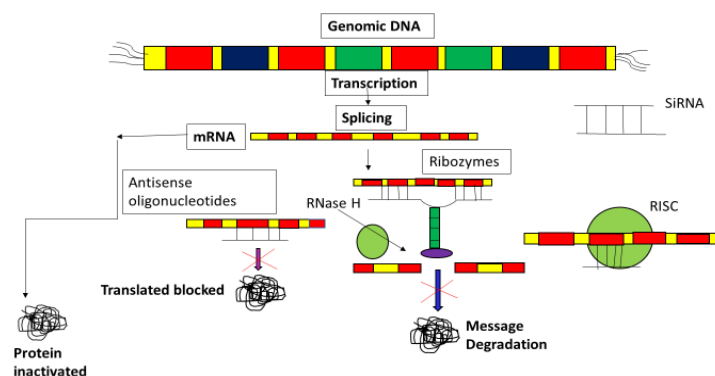 Genomic DNA
Transcription
SiRNA
Splicing
mRNA
Ribozymes
Antisense
oligonucleotides
RNase H
RISC
Translated blocked
Message
Degradation
Protein
inactivated